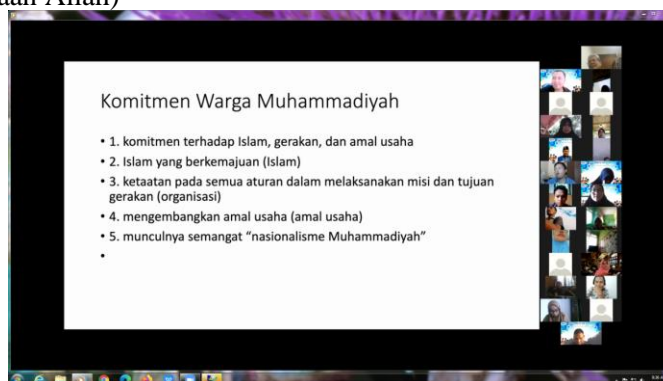 Komitmen Warga Muhammadiyah
• 1. komitmen terhadap Islam, gerakan, dan amal usaha
• 2. Islam yang berkemajuan (Islam)
• 3. ketaatan pada semua aturan dalam melaksanakan misi dan tujuan
gerakan (organisasi)
• 4. mengembangkan amal usaha (amal usaha)
• 5. munculnya semangat “nasionalisme Muhammadiyah”
•